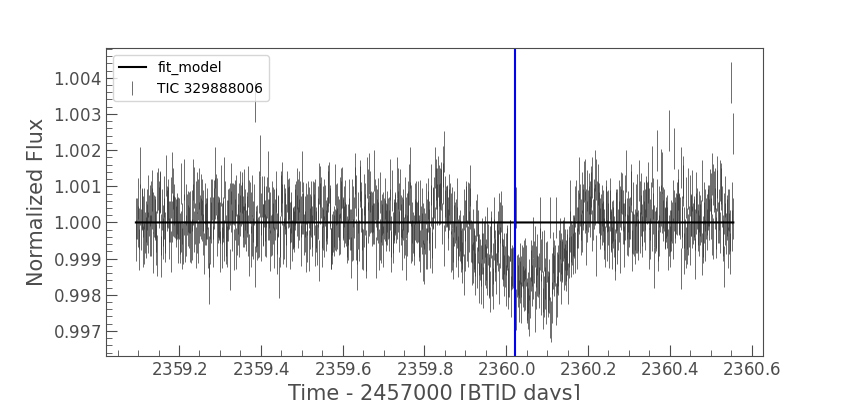 fit_model
TIC 329888006
Normalized Flux
1.004
1.003
1.002
1.001
1.000
0.999
0.998
0.997
2359.2 2359.4 2359.6 2359.8 2360.0 2360.2 2360.4 2360.6
Time - 2457000 [BTJD days]